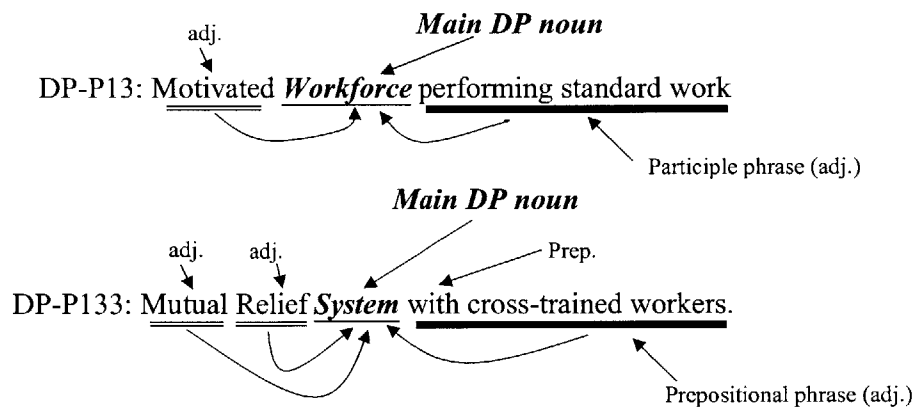 Main DP noun
adj.
DP-P13: Motivated Workforce performing standard work
Participle phrase (adj.)
Main DP noun
adj. adj. Prep.
DP-P133: Mutual Relief System with cross-trained workers.
Prepositional phrase (adj.)